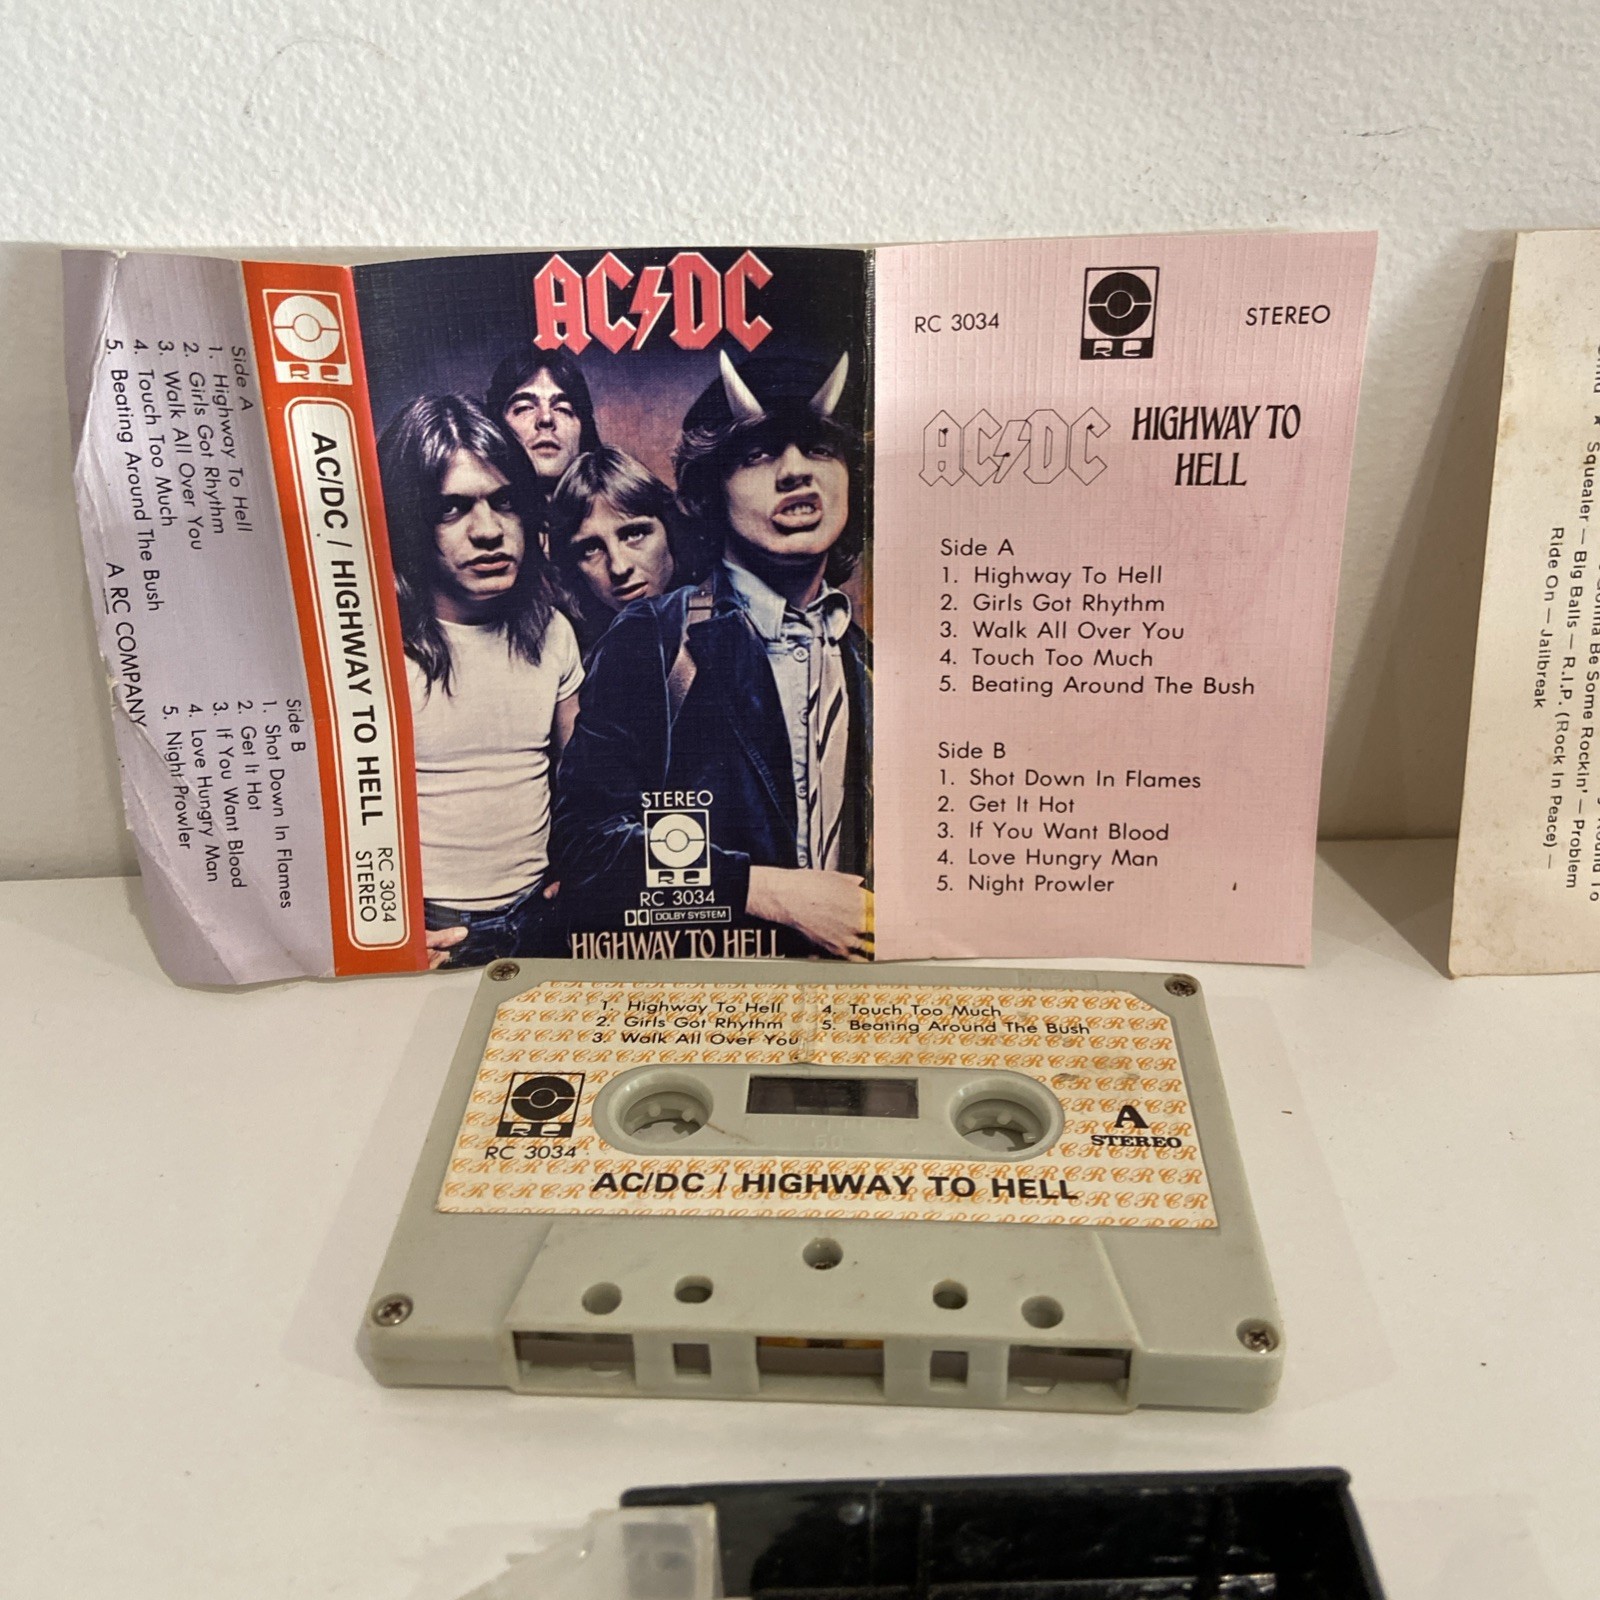 Side A
1. Highway To Hell
2. Girls Got Rhythm
3. Walk All Over You
4. Touch Too Much
5. Beating Around The Bush
A RC COMPANY
Side B
1. Shot Down In Flames
2. Get It Hot
3. If You Want Blood
4. Love Hungry Man
5. Night Prowler
RC
AC/DC / HIGHWAY TO HELL
RC 3034
STEREO
AC/DC
STEREO
RC
RC 3034
DOLBY SYSTEM
HIGHWAY TO HELL
RC 3034
RC
STEREO
AC/DC
HIGHWAY TO
HELL
Side A
1. Highway To Hell
2. Girls Got Rhythm
3. Walk All Over You
4. Touch Too Much
5. Beating Around The Bush
Side B
1. Shot Down In Flames
2. Get It Hot
3. If You Want Blood
4. Love Hungry Man
5. Night Prowler
Squealer — Big Balls — R.I.P. (Rock In Peace) —
Be Some Rockin' — Problem
Ride On — Jailbreak
1. Highway To Hell
2. Girls Got Rhythm
3. Walk All Over You
4. Touch Too Much
5. Beating Around The Bush
RC
RC 3034
A
STEREO
AC/DC / HIGHWAY TO HELL